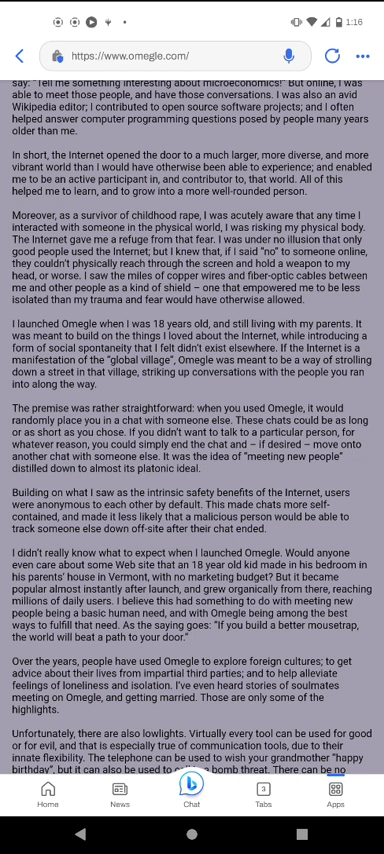 1:16
https://www.omegle.com/
say: "Tell me something interesting about microeconomics!" But online, I was
able to meet those people, and have those conversations. I was also an avid
Wikipedia editor; I contributed to open source software projects; and I often
helped answer computer programming questions posed by people many years
older than me.
In short, the Internet opened the door to a much larger, more diverse, and more
vibrant world than I would have otherwise been able to experience; and enabled
me to be an active participant in, and contributor to, that world. All of this
helped me to learn, and to grow into a more well-rounded person.
Moreover, as a survivor of childhood rape, I was acutely aware that any time I
interacted with someone in the physical world, I was risking my physical body.
The Internet gave me a refuge from that fear. I was under no illusion that only
good people used the Internet; but I knew that, if I said "no" to someone online,
they couldn't physically reach through the screen and hold a weapon to my
head, or worse. I saw the miles of copper wires and fiber-optic cables between
me and other people as a kind of shield – one that empowered me to be less
isolated than my trauma and fear would have otherwise allowed.
I launched Omegle when I was 18 years old, and still living with my parents. It
was meant to build on the things I loved about the Internet, while introducing a
form of social spontaneity that I felt didn't exist elsewhere. If the Internet is a
manifestation of the "global village", Omegle was meant to be a way of strolling
down a street in that village, striking up conversations with the people you ran
into along the way.
The premise was rather straightforward: when you used Omegle, it would
randomly place you in a chat with someone else. These chats could be as long
or as short as you chose. If you didn't want to talk to a particular person, for
whatever reason, you could simply end the chat and – if desired – move onto
another chat with someone else. It was the idea of "meeting new people"
distilled down to almost its platonic ideal.
Building on what I saw as the intrinsic safety benefits of the Internet, users
were anonymous to each other by default. This made chats more self-
contained, and made it less likely that a malicious person would be able to
track someone else down off-site after their chat ended.
I didn't really know what to expect when I launched Omegle. Would anyone
even care about some Web site that an 18 year old kid made in his bedroom in
his parents' house in Vermont, with no marketing budget? But it became
popular almost instantly after launch, and grew organically from there, reaching
millions of daily users. I believe this had something to do with meeting new
people being a basic human need, and with Omegle being among the best
ways to fulfill that need. As the saying goes: "If you build a better mousetrap,
the world will beat a path to your door."
Over the years, people have used Omegle to explore foreign cultures; to get
advice about their lives from impartial third parties; and to help alleviate
feelings of loneliness and isolation. I've even heard stories of soulmates
meeting on Omegle, and getting married. Those are only some of the
highlights.
Unfortunately, there are also lowlights. Virtually every tool can be used for good
or for evil, and that is especially true of communication tools, due to their
innate flexibility. The telephone can be used to wish your grandmother "happy
birthday", but it can also be used to bomb threat. There can be no
3
Home News Chat Tabs Apps